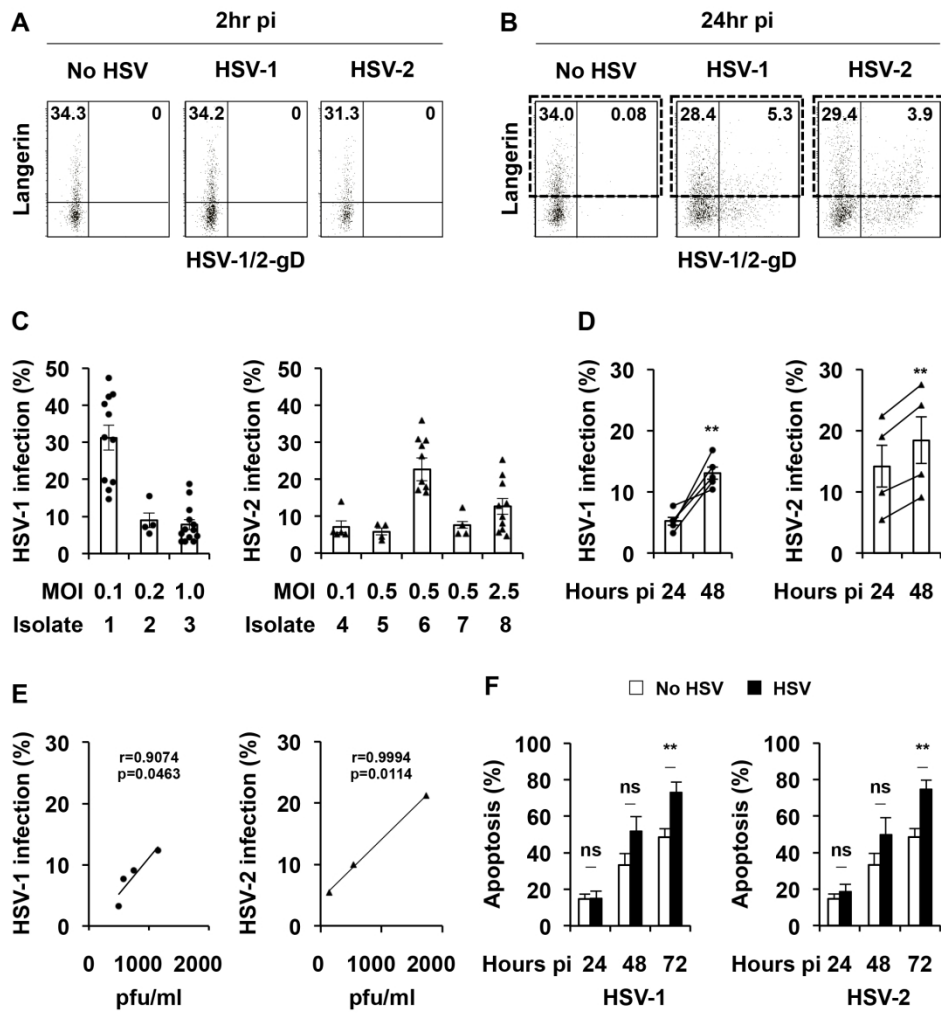 A
2hr pi
No HSV HSV-1 HSV-2
34.3 0 34.2 0 31.3 0
Langerin
HSV-1/2-gD
B
24hr pi
No HSV HSV-1 HSV-2
34.0 0.08 28.4 5.3 29.4 3.9
Langerin
HSV-1/2-gD
C
HSV-1 infection (%)
50
40
30
20
10
0
MOI 0.1 0.2 1.0
Isolate 1 2 3
HSV-2 infection (%)
50
40
30
20
10
0
0.1 0.5 0.5 0.5 2.5
4 5 6 7 8
D
HSV-1 infection (%)
30
20
10
0
**
Hours pi 24 48
HSV-2 infection (%)
30
20
10
0
**
Hours pi 24 48
E
HSV-1 infection (%)
30
20
10
0
r=0.9074
p=0.0463
0 1000 2000
pfu/ml
HSV-2 infection (%)
30
20
10
0
r=0.9994
p=0.0114
0 1000 2000
pfu/ml
F
No HSV HSV
Apoptosis (%)
100
80
60
40
20
0
ns ns **
Hours pi 24 48 72
HSV-1
Apoptosis (%)
100
80
60
40
20
0
ns ns **
Hours pi 24 48 72
HSV-2